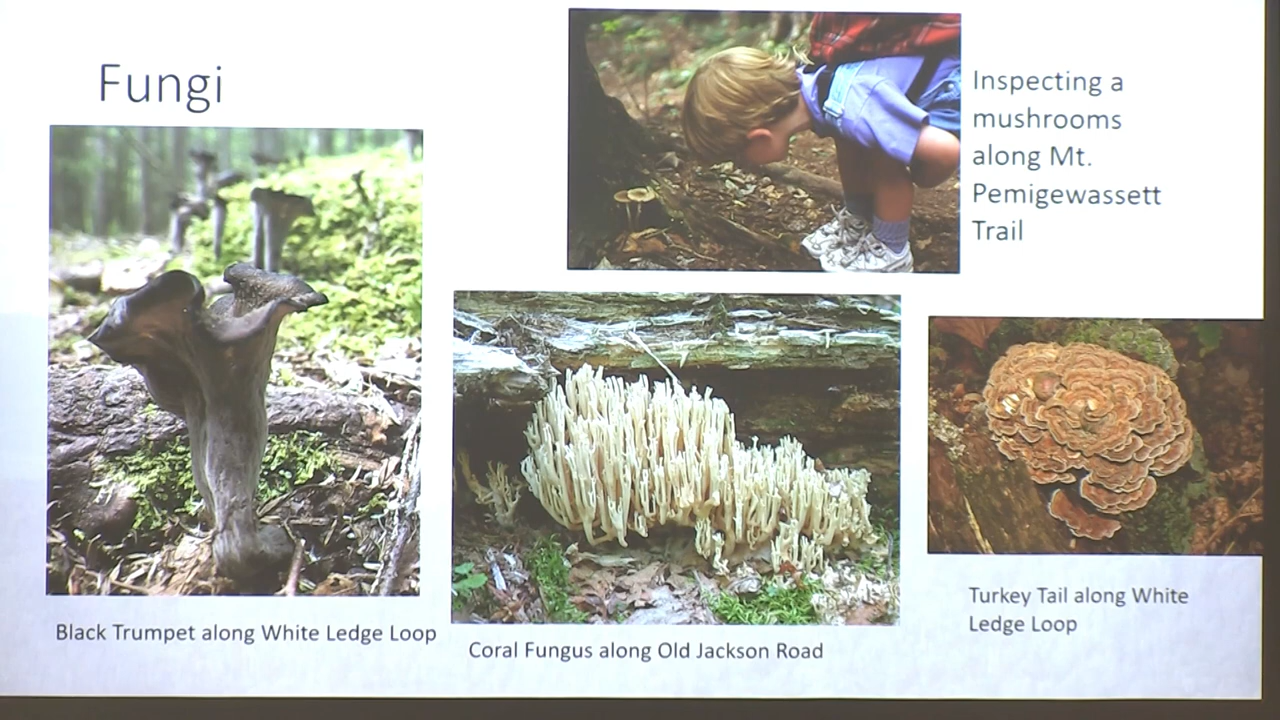 Fungi
Inspecting a
mushrooms
along Mt.
Pemigewassett
Trail
Black Trumpet along White Ledge Loop
Coral Fungus along Old Jackson Road
Turkey Tail along White
Ledge Loop